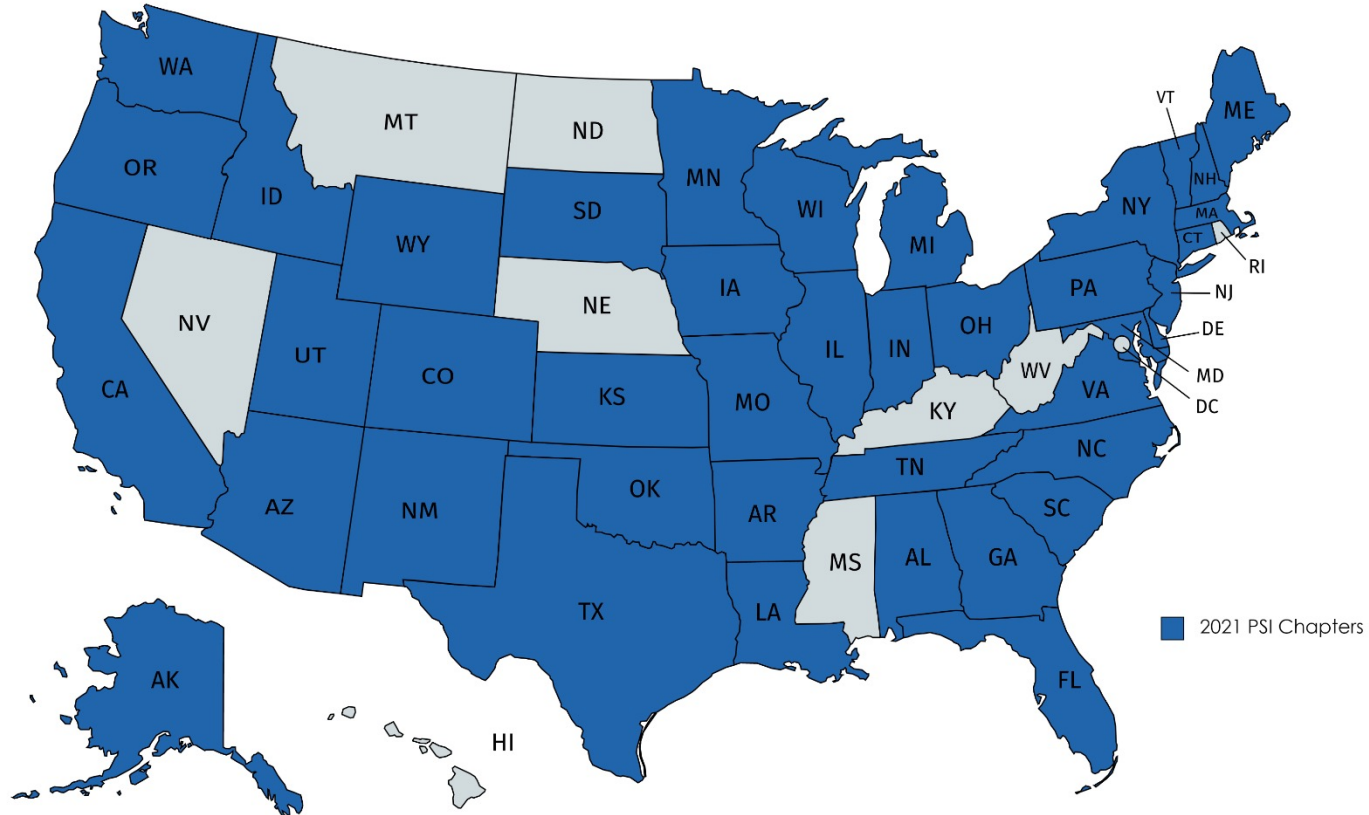 WA
MT
ND
MN
VT
ME
OR
ID
SD
WI
NY
NH
WY
MI
MA
CT
RI
NV
NE
IA
PA
NJ
UT
CO
IL
IN
OH
DE
CA
KS
MO
WV
MD
KY
VA
DC
TN
NC
AZ
NM
OK
AR
SC
MS
AL
GA
TX
LA
2021 PSI Chapters
AK
FL
HI